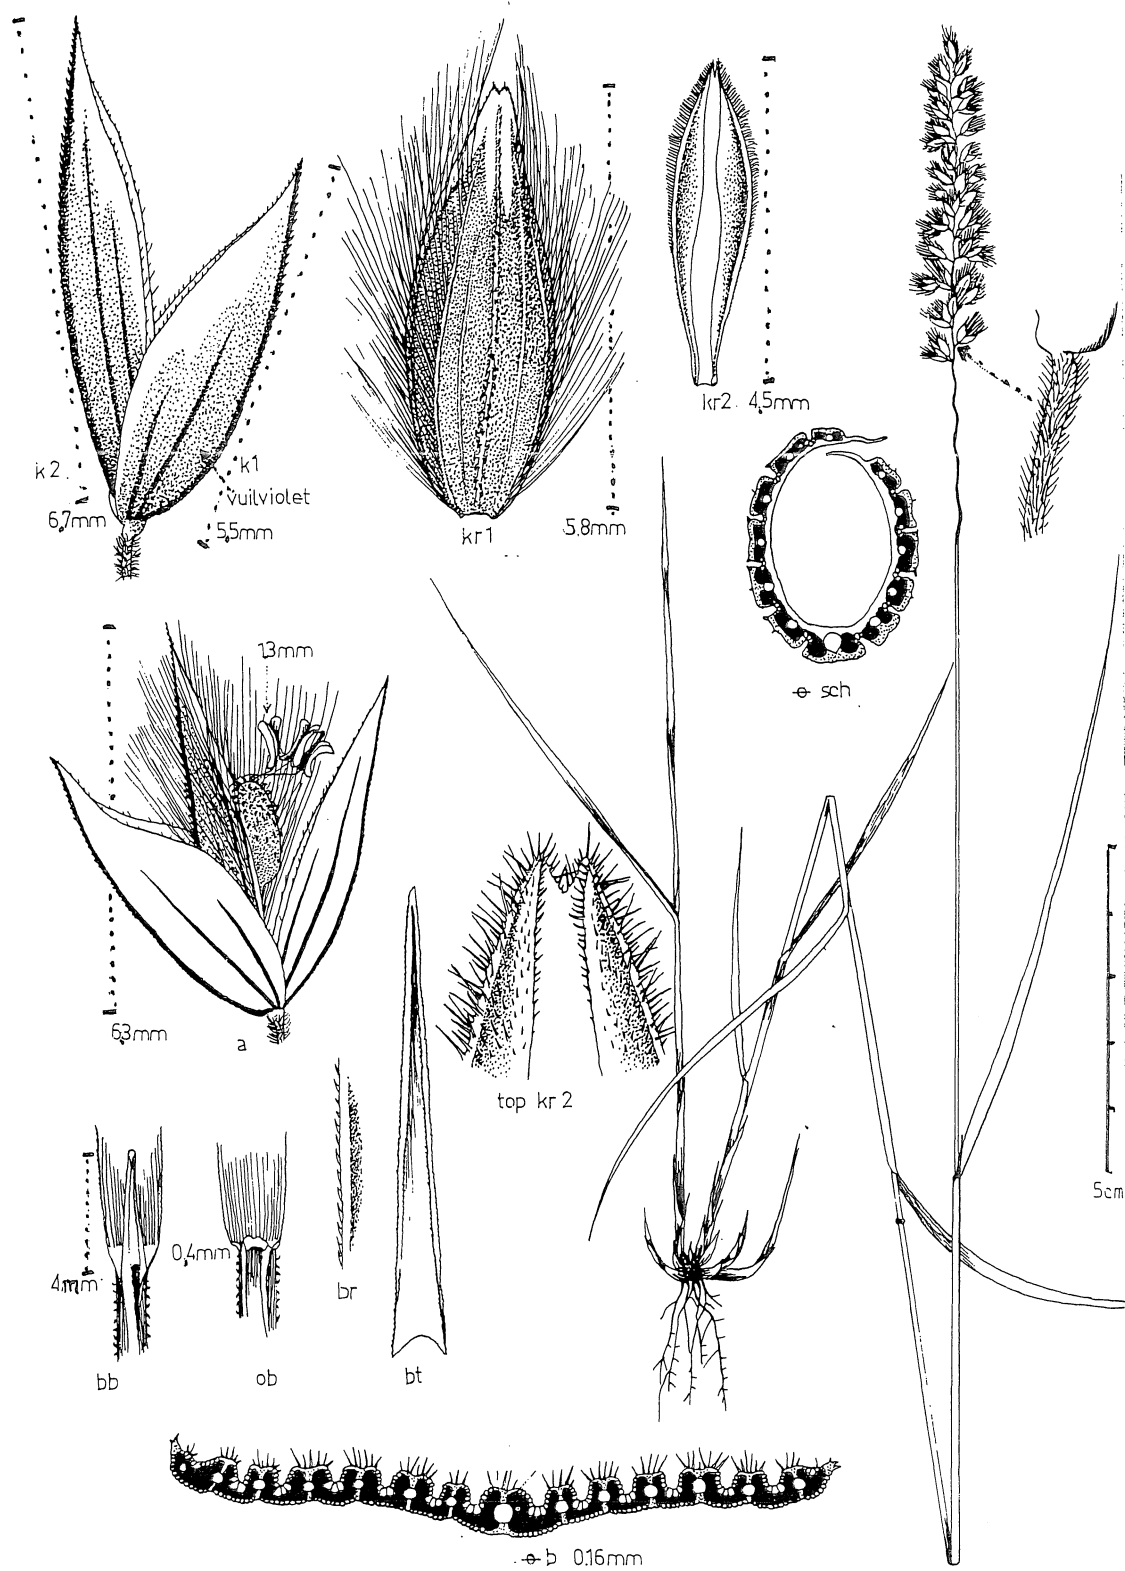 k2.
6,7mm
k1
vuilviolet
5,5mm
kr1
5,8mm
kr2. 4,5mm
⌀ sch
1,3mm
6,3mm
a
top kr 2
5cm
4mm
0,4mm
bb
ob
br
bt
⌀ b 0.16mm